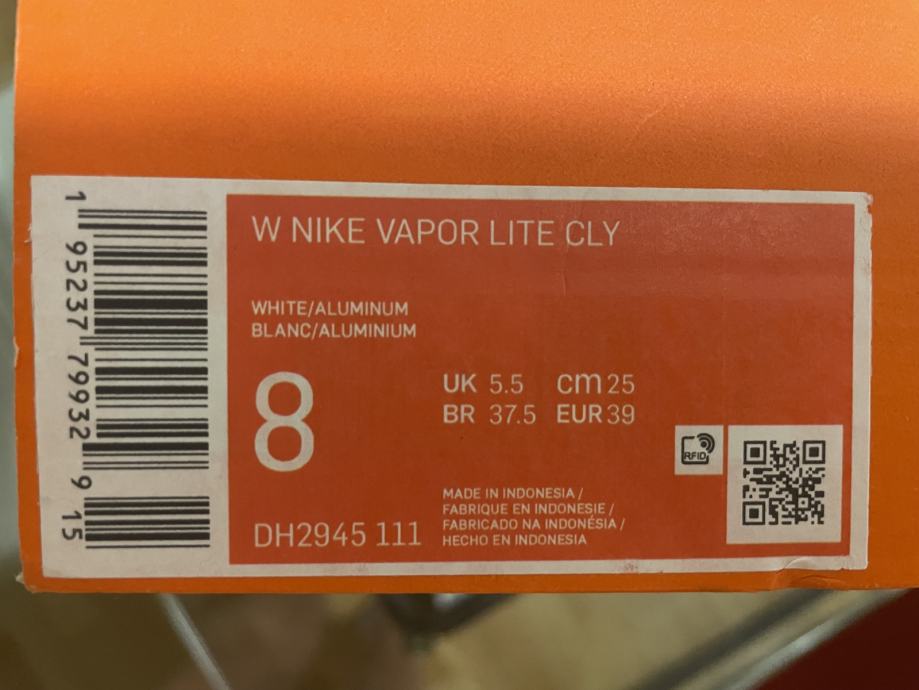 1 95237 79932 9 15
W NIKE VAPOR LITE CLY
WHITE/ALUMINUM
BLANC/ALUMINIUM
8
UK 5.5 cm 25
BR 37.5 EUR 39
RFID
DH2945 111
MADE IN INDONESIA /
FABRIQUE EN INDONESIE /
FABRICADO NA INDONÉSIA /
HECHO EN INDONESIA